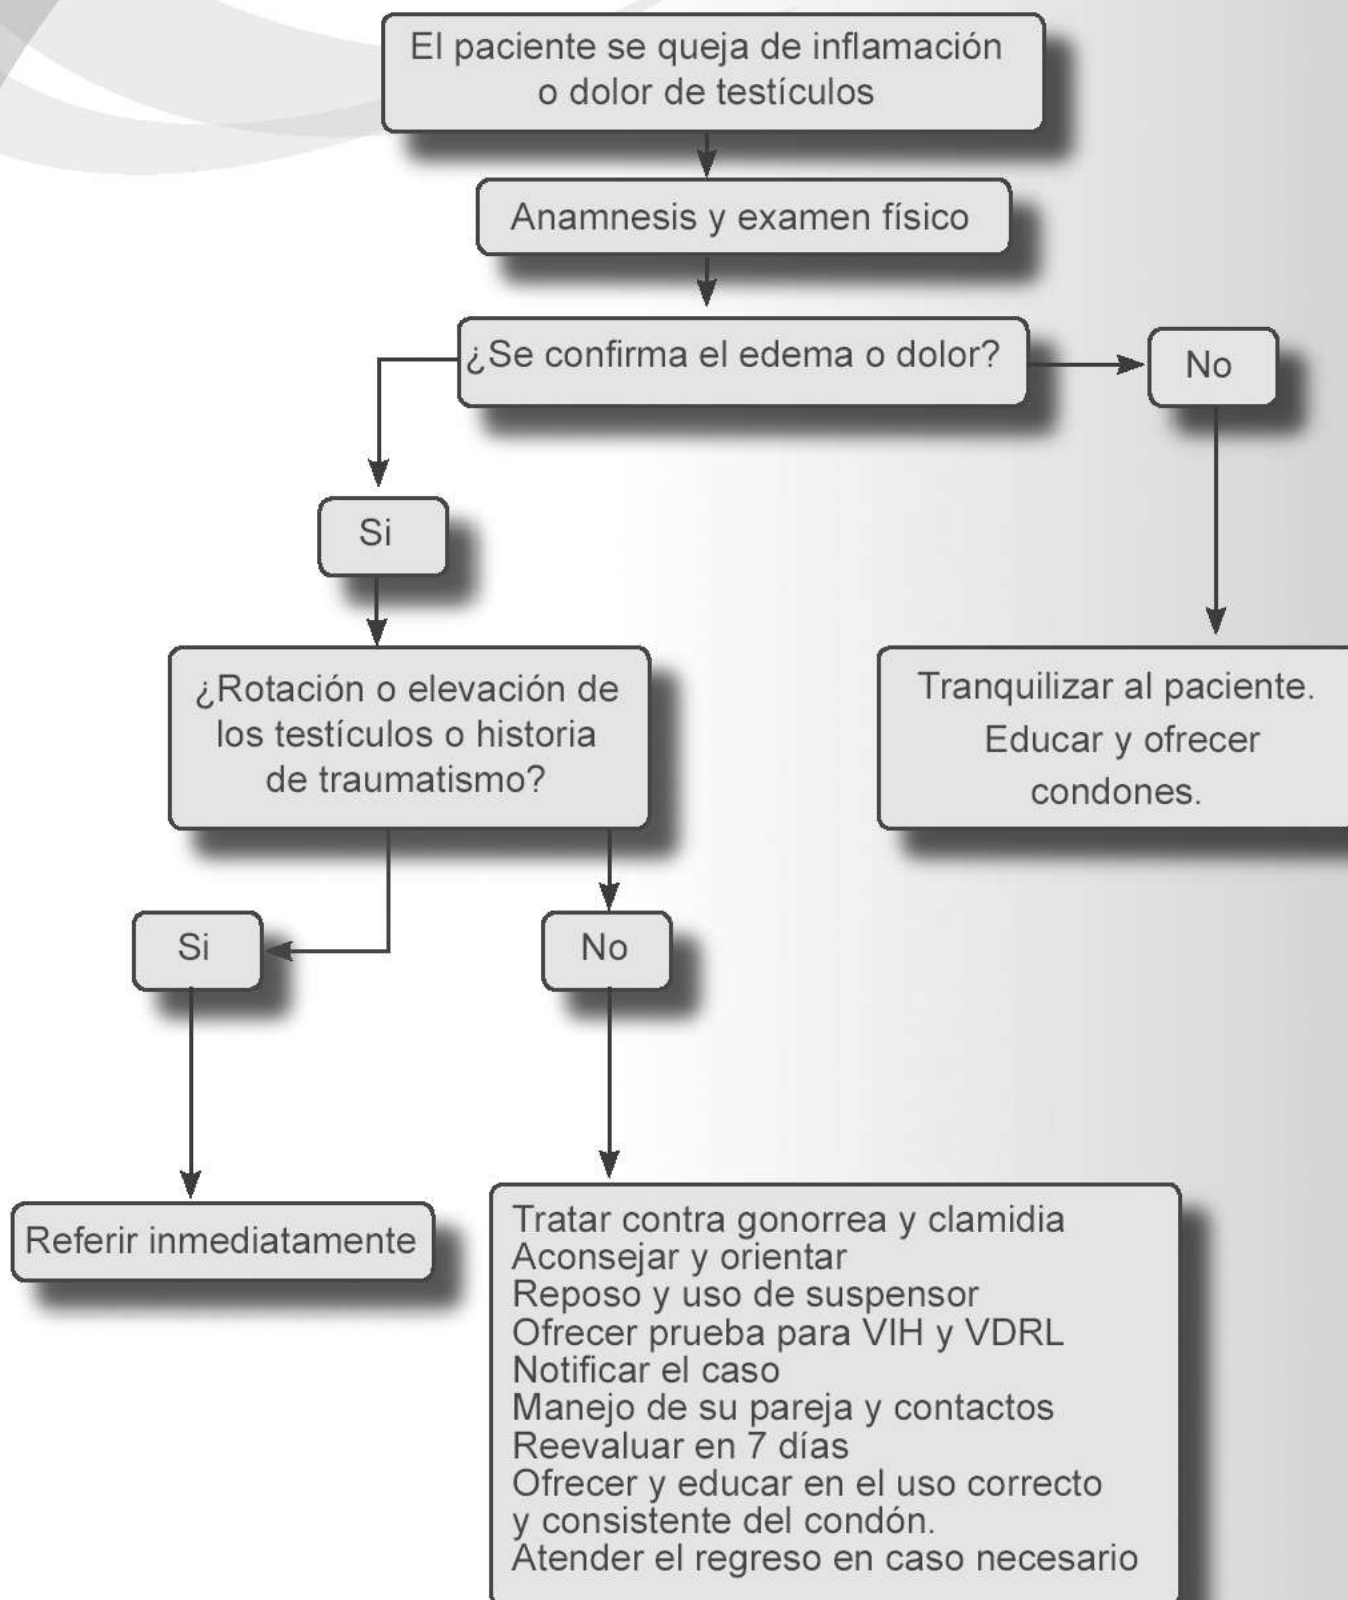 El paciente se queja de inflamación
o dolor de testículos
Anamnesis y examen físico
¿Se confirma el edema o dolor?
No
Si
¿Rotación o elevación de
los testículos o historia
de traumatismo?
Tranquilizar al paciente.
Educar y ofrecer
condones.
Si
No
Referir inmediatamente
Tratar contra gonorrea y clamidia
Aconsejar y orientar
Reposo y uso de suspensor
Ofrecer prueba para VIH y VDRL
Notificar el caso
Manejo de su pareja y contactos
Reevaluar en 7 días
Ofrecer y educar en el uso correcto
y consistente del condón.
Atender el regreso en caso necesario